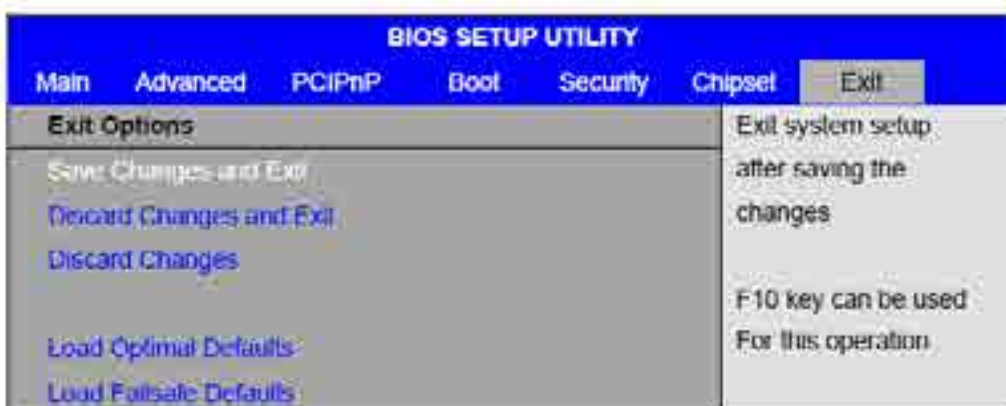 BIOS SETUP UTILITY
Main Advanced PCIPnP Boot Security Chipset Exit
Exit Options
Save Changes and Exit
Discard Changes and Exit
Discard Changes
Load Optimal Defaults
Load Failsafe Defaults
Exit system setup
after saving the
changes
F10 key can be used
For this operation